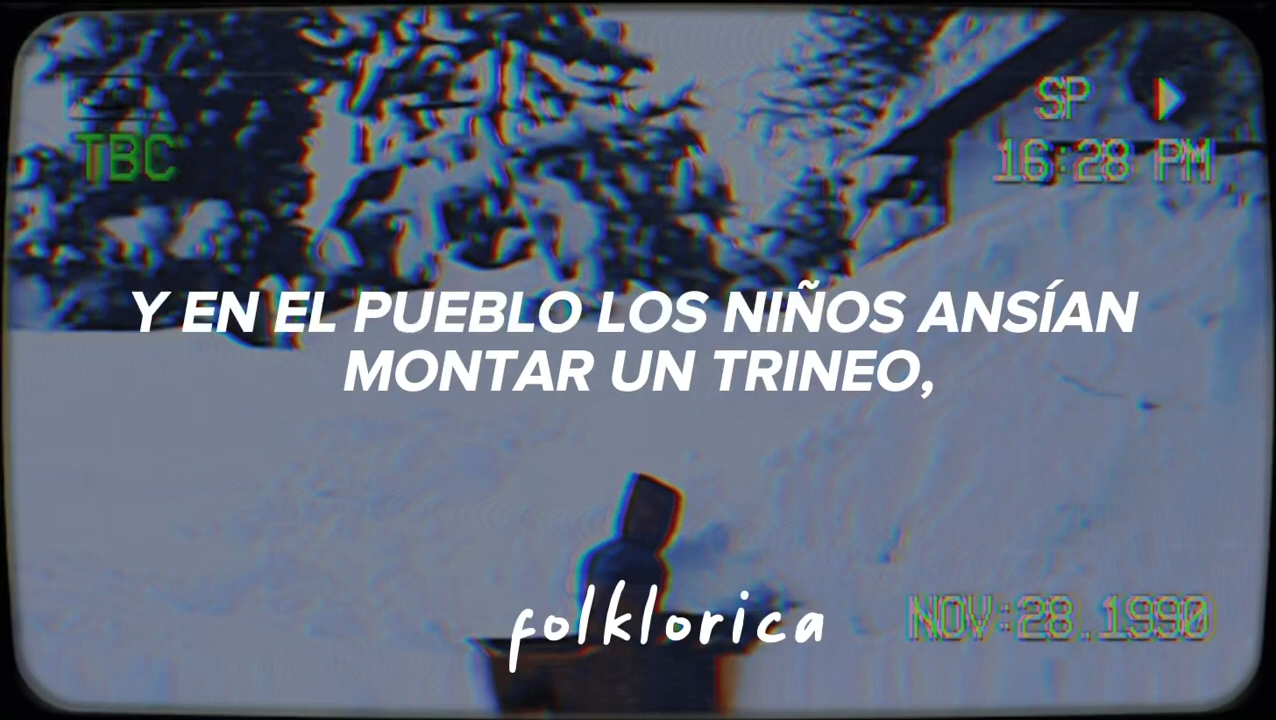 SP
TBC
16:28 PM
Y EN EL PUEBLO LOS NIÑOS ANSÍAN
MONTAR UN TRINEO,
folklorica
NOV:28.1990